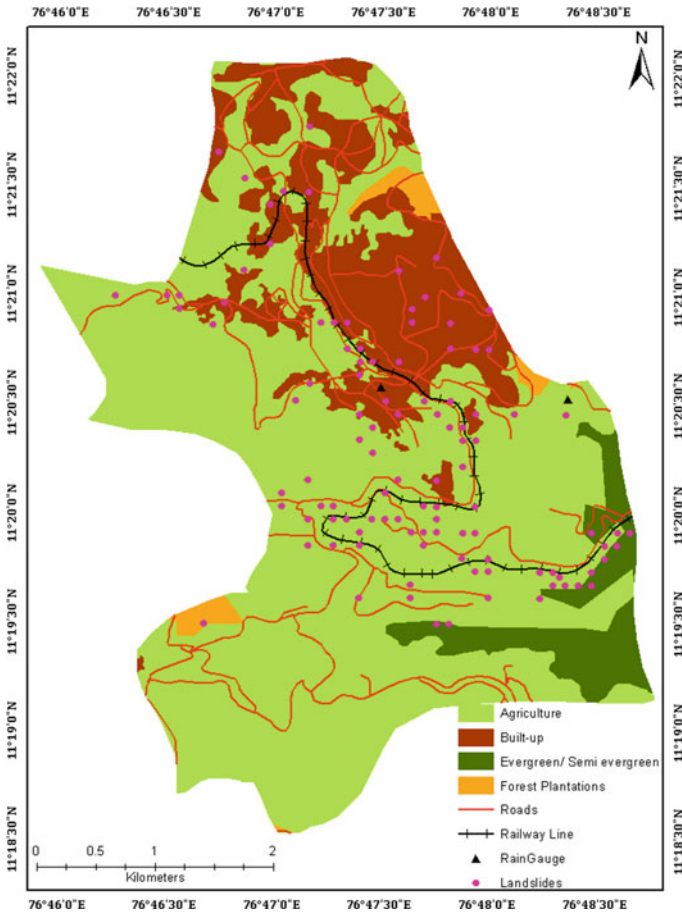 76°46'0"E 76°46'30"E 76°47'0"E 76°47'30"E 76°48'0"E 76°48'30"E
N
11°22'0"N 11°22'0"N
11°21'30"N 11°21'30"N
11°21'0"N 11°21'0"N
11°20'30"N 11°20'30"N
11°20'0"N 11°20'0"N
11°19'30"N 11°19'30"N
11°19'0"N 11°19'0"N
11°18'30"N 11°18'30"N
Agriculture
Built-up
Evergreen/ Semi evergreen
Forest Plantations
Roads
Railway Line
RainGauge
Landslides
0 0.5 1 2
Kilometers
76°46'0"E 76°46'30"E 76°47'0"E 76°47'30"E 76°48'0"E 76°48'30"E